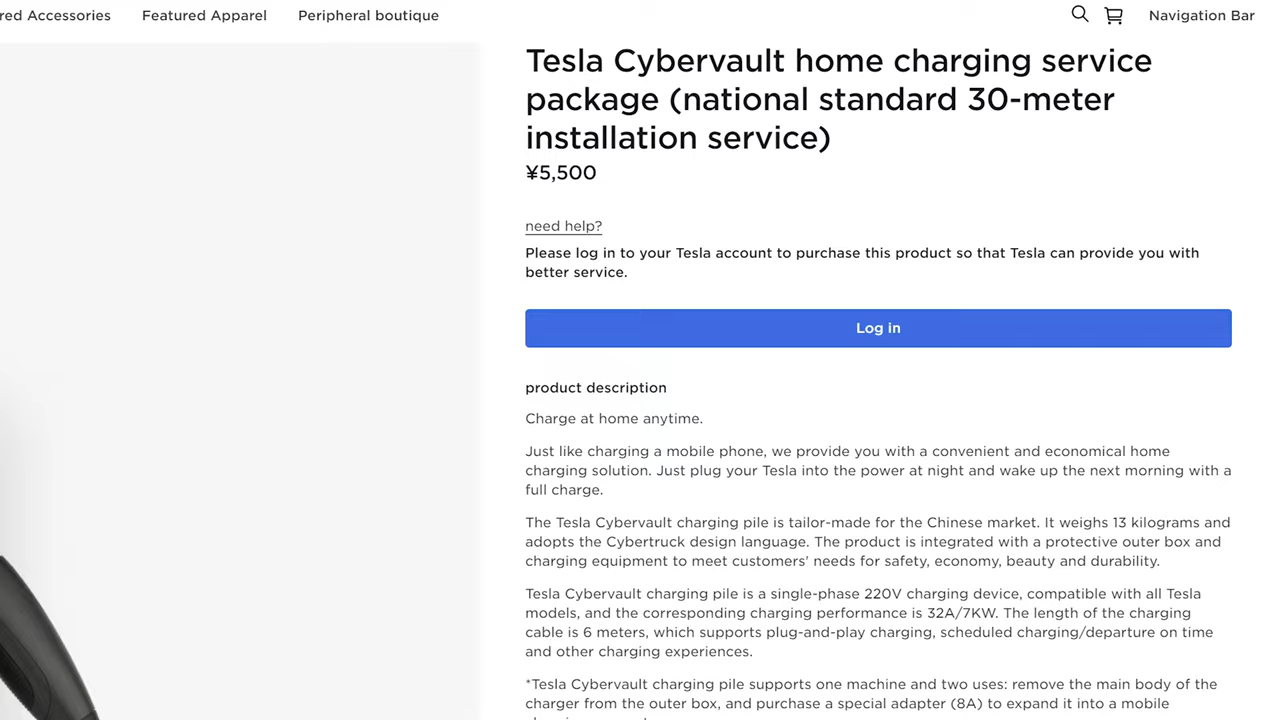 red Accessories Featured Apparel Peripheral boutique Navigation Bar
Tesla Cybervault home charging service
package (national standard 30-meter
installation service)
¥5,500
need help?
Please log in to your Tesla account to purchase this product so that Tesla can provide you with
better service.
Log in
product description
Charge at home anytime.
Just like charging a mobile phone, we provide you with a convenient and economical home
charging solution. Just plug your Tesla into the power at night and wake up the next morning with a
full charge.
The Tesla Cybervault charging pile is tailor-made for the Chinese market. It weighs 13 kilograms and
adopts the Cybertruck design language. The product is integrated with a protective outer box and
charging equipment to meet customers' needs for safety, economy, beauty and durability.
Tesla Cybervault charging pile is a single-phase 220V charging device, compatible with all Tesla
models, and the corresponding charging performance is 32A/7KW. The length of the charging
cable is 6 meters, which supports plug-and-play charging, scheduled charging/departure on time
and other charging experiences.
*Tesla Cybervault charging pile supports one machine and two uses: remove the main body of the
charger from the outer box, and purchase a special adapter (8A) to expand it into a mobile